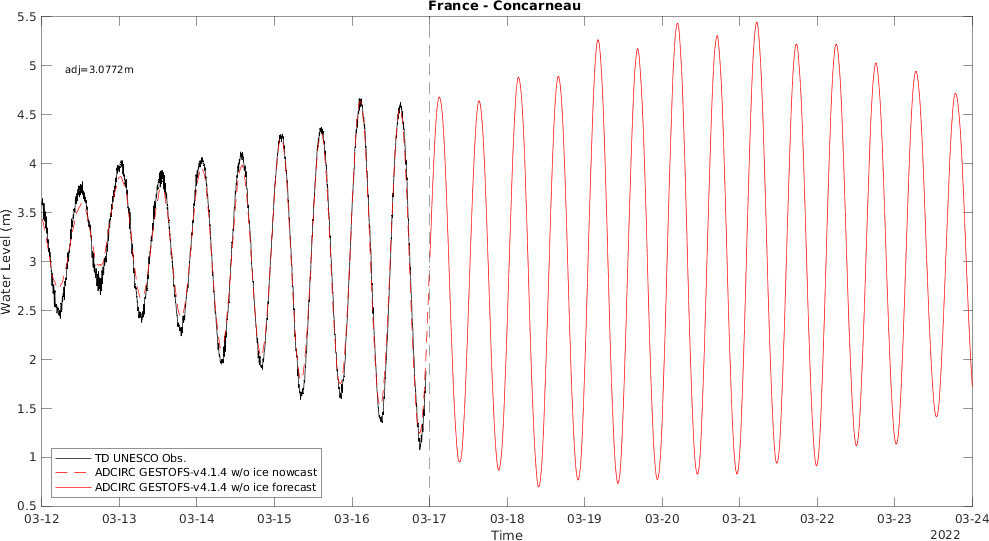 France - Concarneau
5.5
5
4.5
4
3.5
3
2.5
2
1.5
1
0.5
Water Level (m)
adj=3.0772m
TD UNESCO Obs.
ADCIRC GESTOFS-v4.1.4 w/o ice nowcast
ADCIRC GESTOFS-v4.1.4 w/o ice forecast
03-12 03-13 03-14 03-15 03-16 03-17 03-18 03-19 03-20 03-21 03-22 03-23 03-24
Time
2022